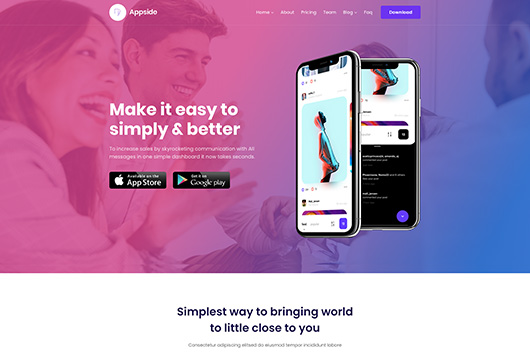 Appside
Home About Pricing Team Blog Faq Download
Make it easy to
simply & better
To increase sales by skyrocketing communication with All
messages in one simple dashboard it now takes seconds.
Available on the
App Store
Get it on
Google play
Simplest way to bringing world
to little close to you
Consectetur adipiscing elitsed do eiusmod tempor incididunt labore